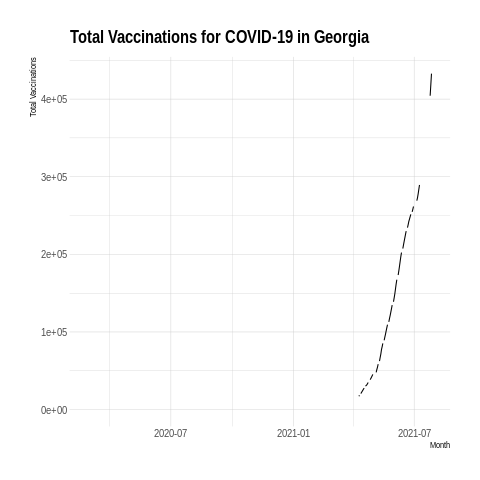 Total Vaccinations for COVID-19 in Georgia
Total Vaccinations
4e+05
3e+05
2e+05
1e+05
0e+00
2020-07
2021-01
2021-07
Month